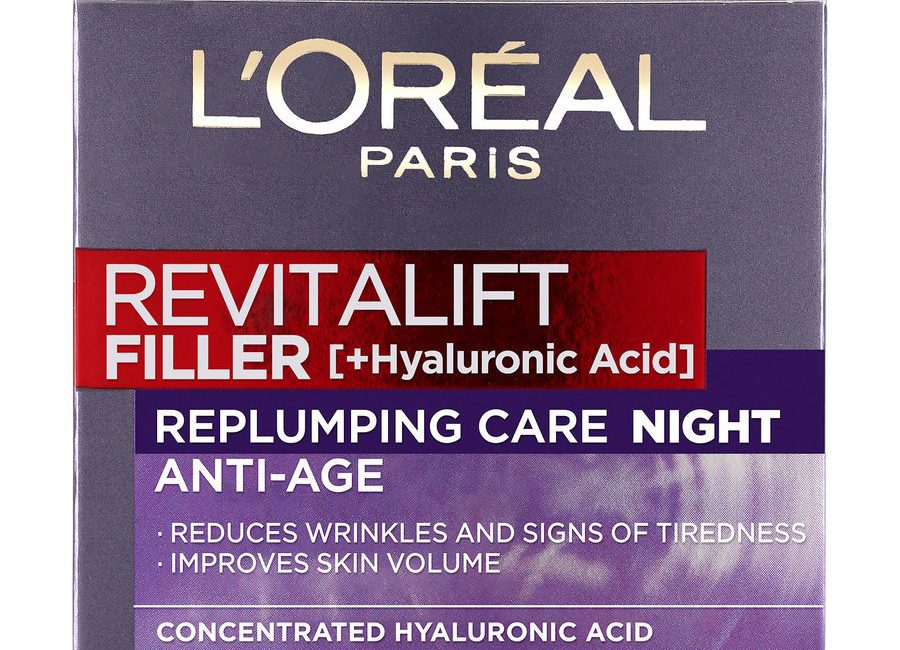 L'ORÉAL
PARiS
REVITALIFT
FILLER [+Hyaluronic Acid]
REPLUMPING CARE NIGHT
ANTI-AGE
· REDUCES WRINKLES AND SIGNS OF TIREDNESS
· IMPROVES SKIN VOLUME
CONCENTRATED HYALURONIC ACID